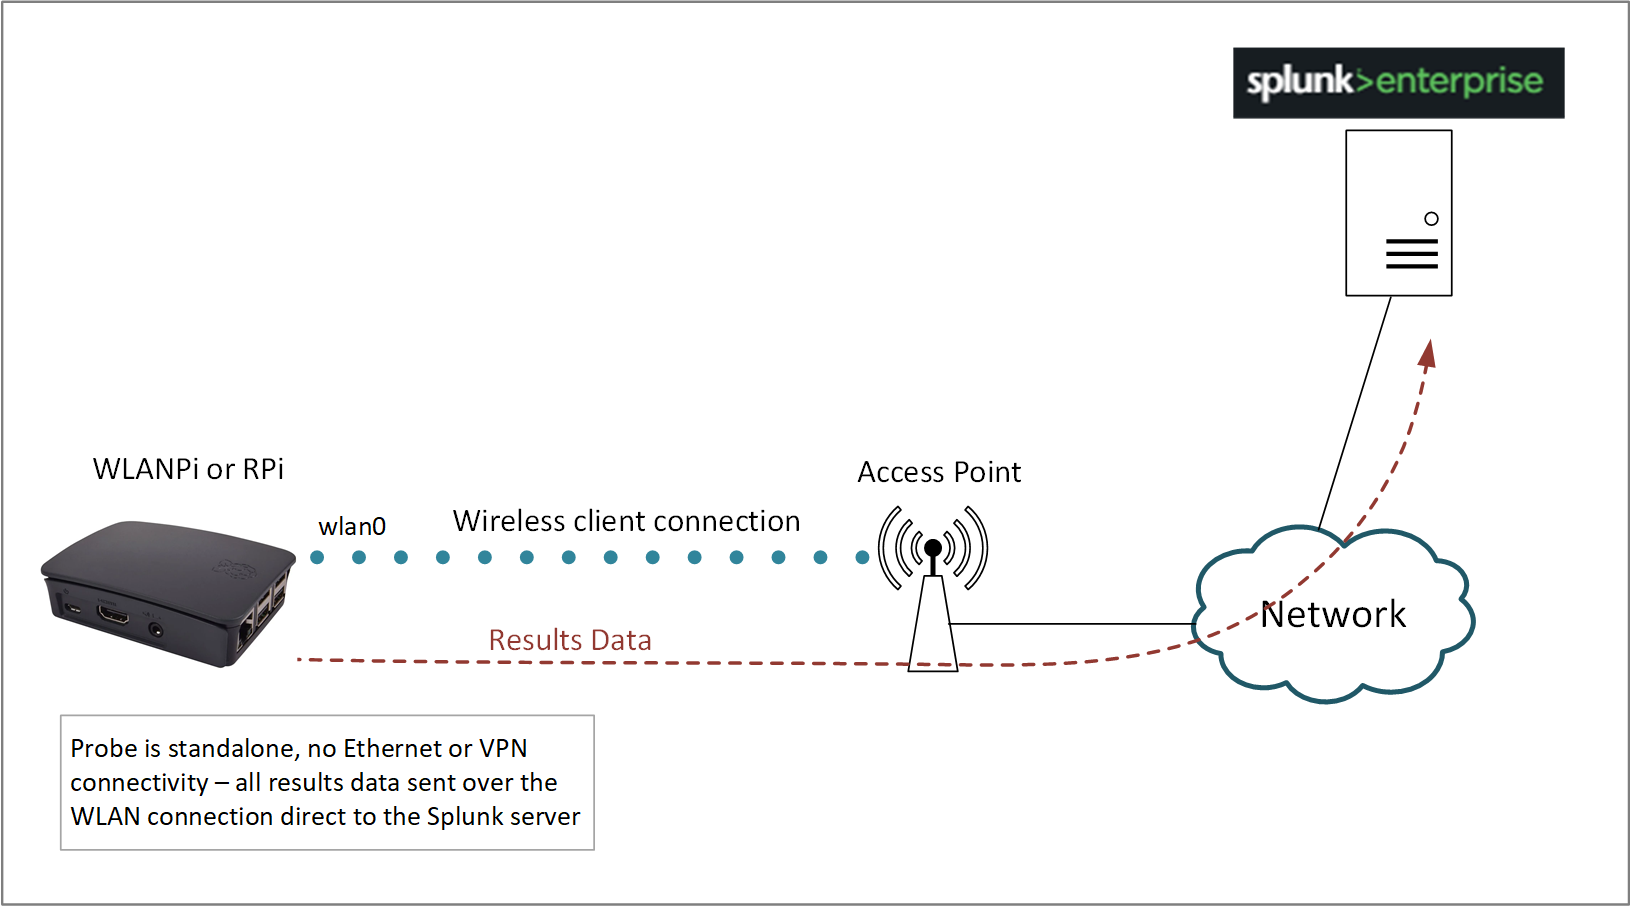 splunk>enterprise
WLANPi or RPi
Access Point
wlan0
Wireless client connection
Network
Results Data
Probe is standalone, no Ethernet or VPN
connectivity – all results data sent over the
WLAN connection direct to the Splunk server